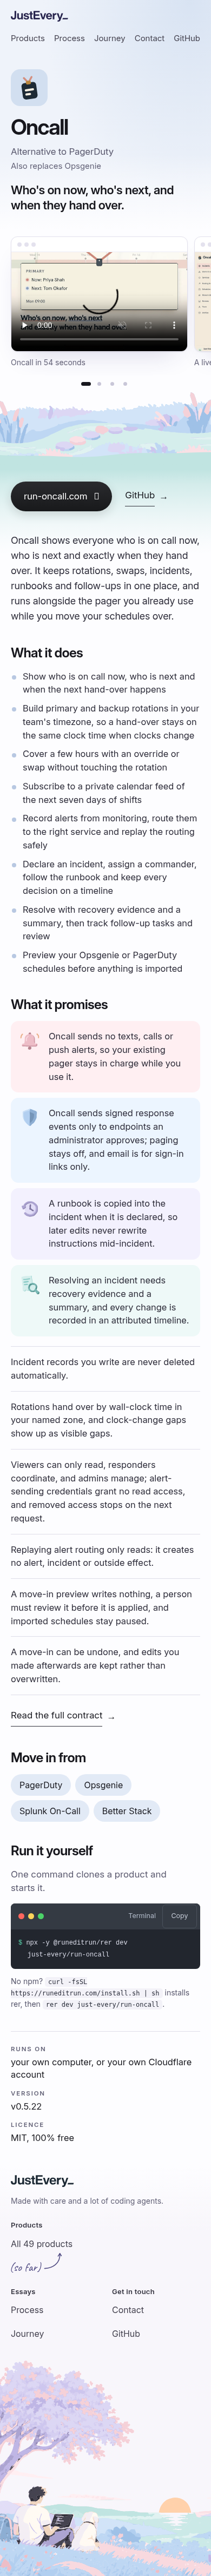 JustEvery_
Products Process Journey Contact GitHub
Oncall
Alternative to PagerDuty
Also replaces Opsgenie
Who's on now, who's next, and
when they hand over.
PRIMARY
Now: Priya Shah
Next: Tom Okafor
Who's on now, who's next
and exactly when they hand over.
0:00
Oncall in 54 seconds
A live
run-oncall.com
GitHub →
Oncall shows everyone who is on call now,
who is next and exactly when they hand
over. It keeps rotations, swaps, incidents,
runbooks and follow-ups in one place, and
runs alongside the pager you already use
while you move your schedules over.
What it does
Show who is on call now, who is next and
when the next hand-over happens
Build primary and backup rotations in your
team's timezone, so a hand-over stays on
the same clock time when clocks change
Cover a few hours with an override or
swap without touching the rotation
Subscribe to a private calendar feed of
the next seven days of shifts
Record alerts from monitoring, route them
to the right service and replay the routing
safely
Declare an incident, assign a commander,
follow the runbook and keep every
decision on a timeline
Resolve with recovery evidence and a
summary, then track follow-up tasks and
review
Preview your Opsgenie or PagerDuty
schedules before anything is imported
What it promises
Oncall sends no texts, calls or
push alerts, so your existing
pager stays in charge while you
use it.
Oncall sends signed response
events only to endpoints an
administrator approves; paging
stays off, and email is for sign-in
links only.
A runbook is copied into the
incident when it is declared, so
later edits never rewrite
instructions mid-incident.
Resolving an incident needs
recovery evidence and a
summary, and every change is
recorded in an attributed timeline.
Incident records you write are never deleted
automatically.
Rotations hand over by wall-clock time in
your named zone, and clock-change gaps
show up as visible gaps.
Viewers can only read, responders
coordinate, and admins manage; alert-
sending credentials grant no read access,
and removed access stops on the next
request.
Replaying alert routing only reads: it creates
no alert, incident or outside effect.
A move-in preview writes nothing, a person
must review it before it is applied, and
imported schedules stay paused.
A move-in can be undone, and edits you
made afterwards are kept rather than
overwritten.
Read the full contract →
Move in from
PagerDuty Opsgenie
Splunk On-Call Better Stack
Run it yourself
One command clones a product and
starts it.
Terminal Copy
$ npx -y @runeditrun/rer dev
just-every/run-oncall
No npm? curl -fsSL
https://runeditrun.com/install.sh | sh installs
rer, then rer dev just-every/run-oncall.
RUNS ON
your own computer, or your own Cloudflare
account
VERSION
v0.5.22
LICENCE
MIT, 100% free
JustEvery_
Made with care and a lot of coding agents.
Products
All 49 products
(so far)
Essays Get in touch
Process Contact
Journey GitHub